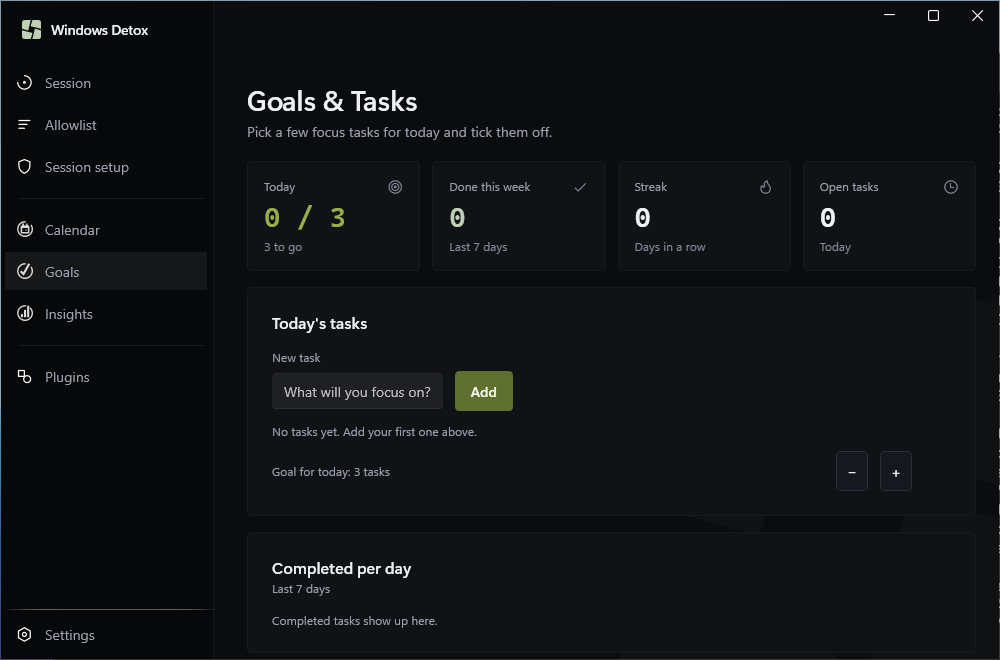 Windows Detox
Session
Allowlist
Session setup
Calendar
Goals
Insights
Plugins
Settings
Goals & Tasks
Pick a few focus tasks for today and tick them off.
Today
0 / 3
3 to go
Done this week
0
Last 7 days
Streak
0
Days in a row
Open tasks
0
Today
Today's tasks
New task
What will you focus on?
Add
No tasks yet. Add your first one above.
Goal for today: 3 tasks
− +
Completed per day
Last 7 days
Completed tasks show up here.